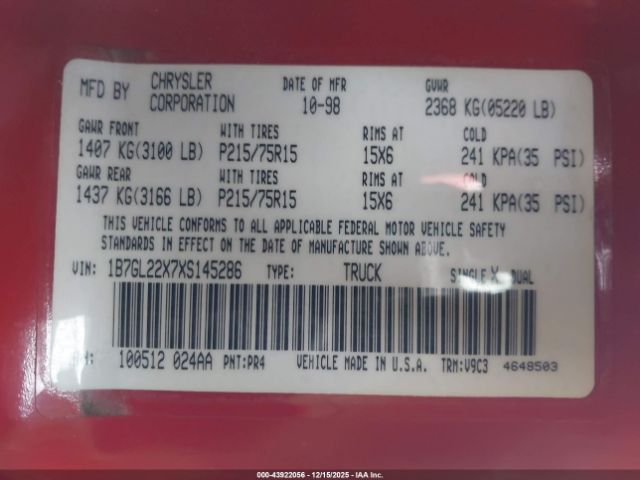 MFD BY CHRYSLER CORPORATION DATE OF MFR 10-98 GVWR 2368 KG(05220 LB)
GAWR FRONT WITH TIRES RIMS AT COLD
1407 KG(3100 LB) P215/75R15 15X6 241 KPA(35 PSI)
GAWR REAR WITH TIRES RIMS AT COLD
1437 KG(3166 LB) P215/75R15 15X6 241 KPA(35 PSI)
THIS VEHICLE CONFORMS TO ALL APPLICABLE FEDERAL MOTOR VEHICLE SAFETY
STANDARDS IN EFFECT ON THE DATE OF MANUFACTURE SHOWN ABOVE.
VIN: 1B7GL22X7XS145286 TYPE: TRUCK SINGLE X DUAL
100512 024AA PNT:PR4 VEHICLE MADE IN U.S.A. TRM:V9C3 4648503
000-43922056 - 12/15/2025 - IAA, Inc.